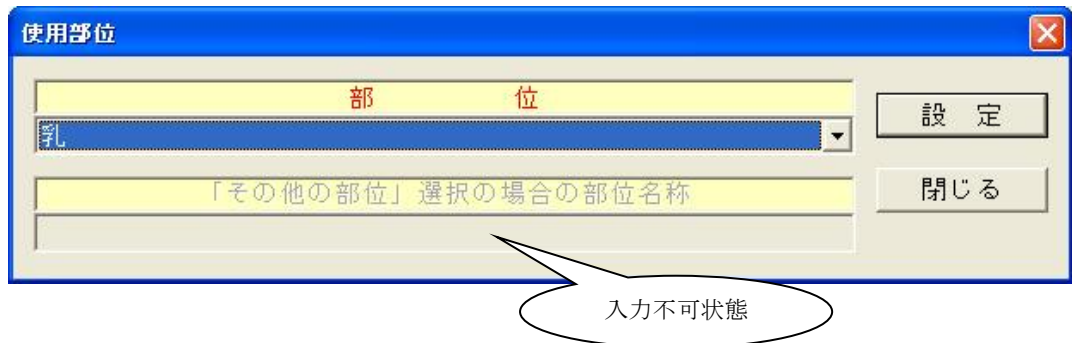 使用部位
部　　　位
乳
設　定
「その他の部位」選択の場合の部位名称
閉じる
入力不可状態